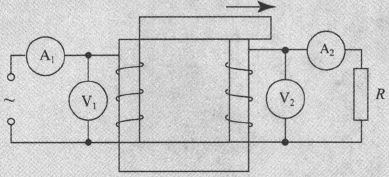 A₁
A₂
V₁
V₂
R
~